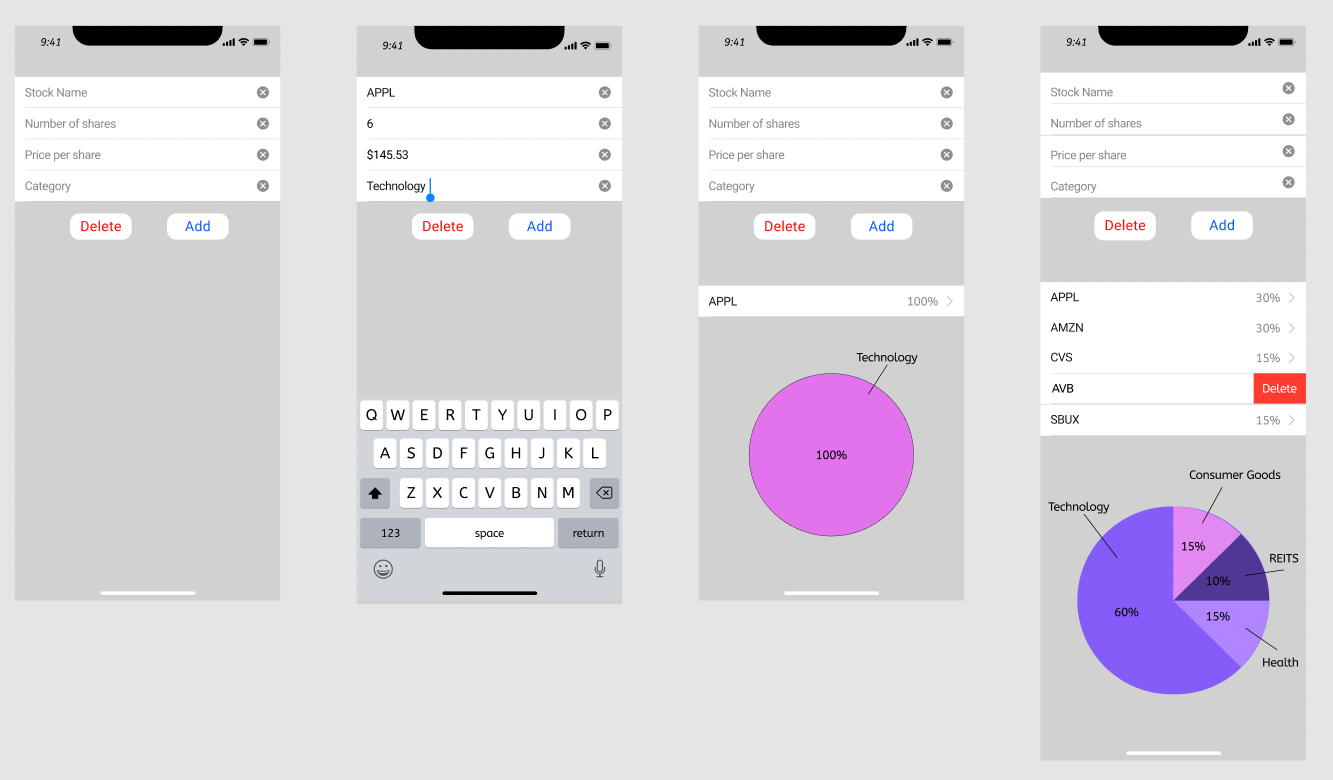 9:41
Stock Name
Number of shares
Price per share
Category
Delete Add
9:41
APPL
6
$145.53
Technology
Delete Add
Q W E R T Y U I O P
A S D F G H J K L
Z X C V B N M
123 space return
9:41
Stock Name
Number of shares
Price per share
Category
Delete Add
APPL 100%
Technology
100%
9:41
Stock Name
Number of shares
Price per share
Category
Delete Add
APPL 30%
AMZN 30%
CVS 15%
AVB Delete
SBUX 15%
Consumer Goods
Technology
15%
REITS
10%
60%
15%
Health